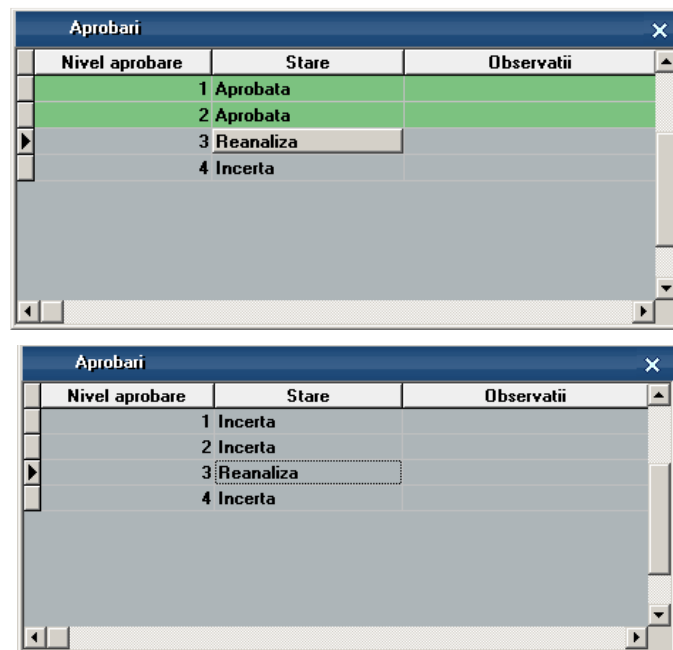 Aprobari
Nivel aprobare Stare Observatii
1 Aprobata
2 Aprobata
3 Reanaliza
4 Incerta
Aprobari
Nivel aprobare Stare Observatii
1 Incerta
2 Incerta
3 Reanaliza
4 Incerta